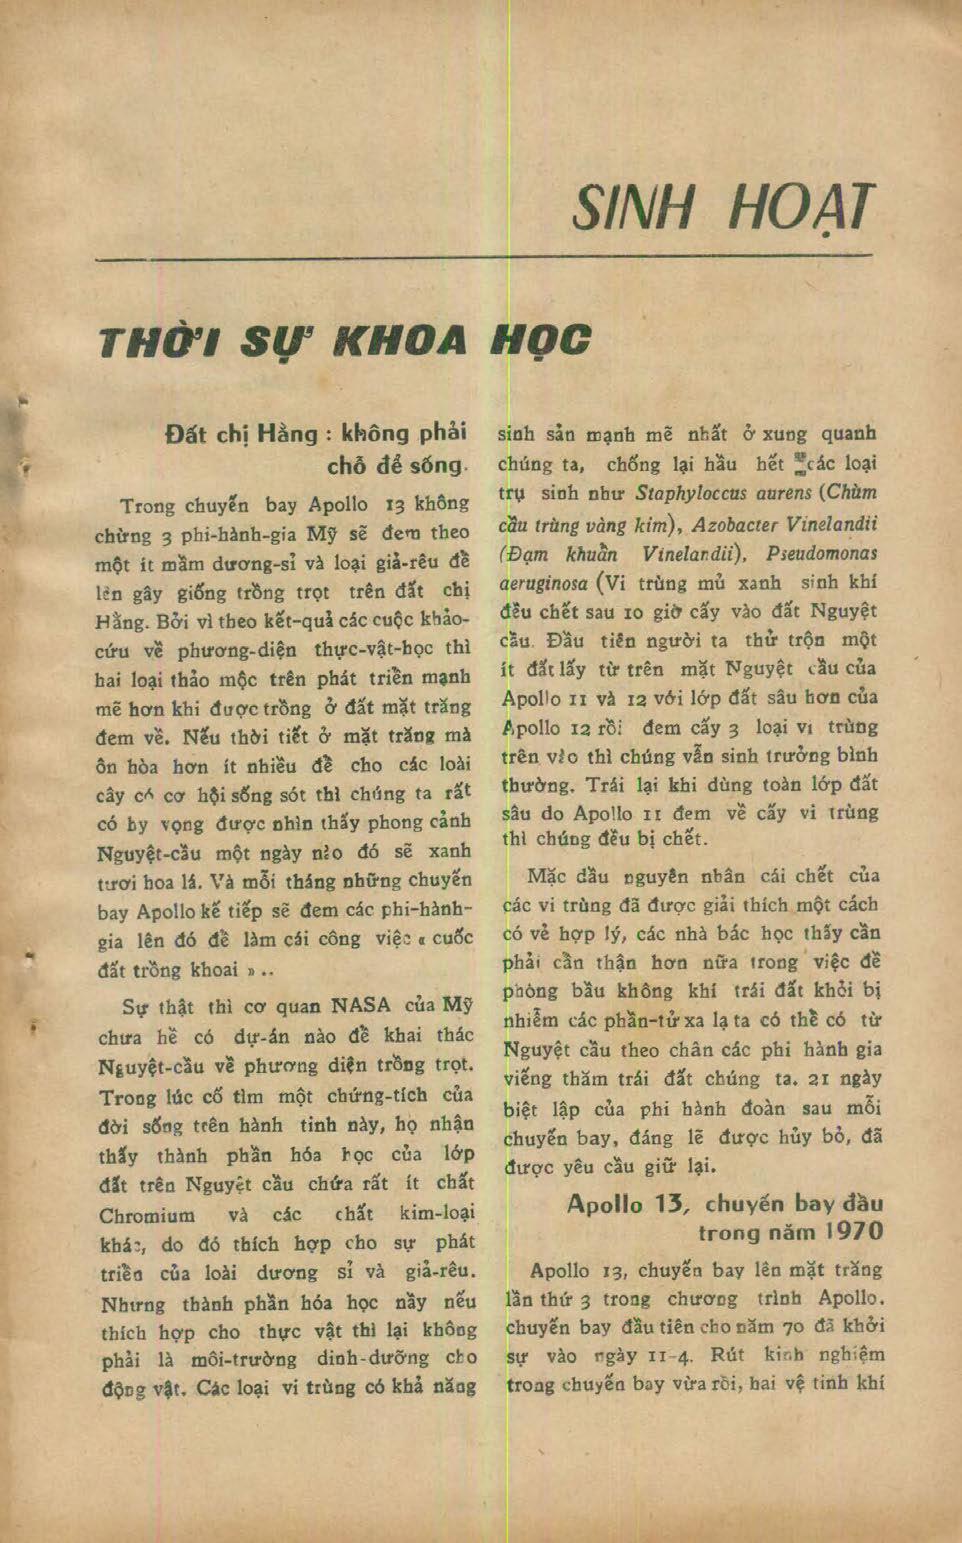 SINH HOẠT
THỜI SỰ KHOA HỌC
Đất chị Hằng : không phải
chỗ để sống.
Trong chuyến bay Apollo 13 không
chừng 3 phi-hành-gia Mỹ sẽ đem theo
một ít mầm dương-sỉ và loại giả-rêu để
lên gây giống trồng trọt trên đất chị
Hằng. Bởi vì theo kết-quả các cuộc khảo-
cứu về phương-diện thực-vật-học thì
hai loại thảo mộc trên phát triển mạnh
mẽ hơn khi được trồng ở đất mặt trăng
đem về. Nếu thời tiết ở mặt trăng mà
ôn hòa hơn ít nhiều để cho các loài
cây có cơ hội sống sót thì chúng ta rất
có hy vọng được nhìn thấy phong cảnh
Nguyệt-cầu một ngày nào đó sẽ xanh
tươi hoa lá. Và mỗi tháng những chuyến
bay Apollo kế tiếp sẽ đem các phi-hành-
gia lên đó để làm cái công việc « cuốc
đất trồng khoai » ..
Sự thật thì cơ quan NASA của Mỹ
chưa hề có dự-án nào để khai thác
Nguyệt-cầu về phương diện trồng trọt.
Trong lúc cố tìm một chứng-tích của
đời sống trên hành tinh này, họ nhận
thấy thành phần hóa học của lớp
đất trên Nguyệt cầu chứa rất ít chất
Chromium và các chất kim-loại
khác, do đó thích hợp cho sự phát
triển của loài dương sỉ và giả-rêu.
Nhưng thành phần hóa học nầy nếu
thích hợp cho thực vật thì lại không
phải là môi-trường dinh-dưỡng cho
động vật. Các loại vi trùng có khả năng
sinh sản mạnh mẽ nhất ở xung quanh
chúng ta, chống lại hầu hết các loại
trụ sinh như Staphyloccus aurens (Chùm
cầu trùng vàng kim), Azobacter Vinelandii
(Đạm khuẩn Vinelandii), Pseudomonas
aeruginosa (Vi trùng mủ xanh sinh khí
đều chết sau 10 giờ cấy vào đất Nguyệt
cầu. Đầu tiên người ta thử trộn một
ít đất lấy từ trên mặt Nguyệt cầu của
Apollo 11 và 12 với lớp đất sâu hơn của
Apollo 12 rồi đem cấy 3 loại vi trùng
trên vào thì chúng vẫn sinh trưởng bình
thường. Trái lại khi dùng toàn lớp đất
sâu do Apollo 11 đem về cấy vi trùng
thì chúng đều bị chết.
Mặc dầu nguyên nhân cái chết của
các vi trùng đã được giải thích một cách
có vẻ hợp lý, các nhà bác học thấy cần
phải cẩn thận hơn nữa trong việc đề
phòng bầu không khí trái đất khỏi bị
nhiễm các phần-tử xa lạ ta có thể có từ
Nguyệt cầu theo chân các phi hành gia
viếng thăm trái đất chúng ta. 21 ngày
biệt lập của phi hành đoàn sau mỗi
chuyến bay, đáng lẽ được hủy bỏ, đã
được yêu cầu giữ lại.
Apollo 13, chuyến bay đầu
trong năm 1970
Apollo 13, chuyến bay lên mặt trăng
lần thứ 3 trong chương trình Apollo.
chuyến bay đầu tiên cho năm 70 đã khởi
sự vào ngày 11-4. Rút kinh nghiệm
trong chuyến bay vừa rồi, hai vệ tinh khí